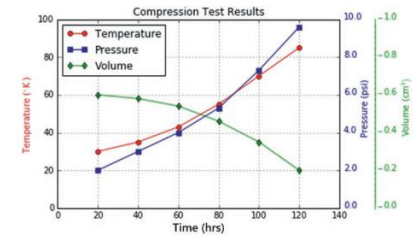 Compression Test Results
Temperature
Pressure
Volume
Temperature (·K)
100
80
60
40
20
0
10.0
8.0
6.0
4.0
2.0
0.0
Pressure (psi)
1.0
0.8
0.6
0.4
0.2
0.0
Volume (cm³)
0 20 40 60 80 100 120 140
Time (hrs)